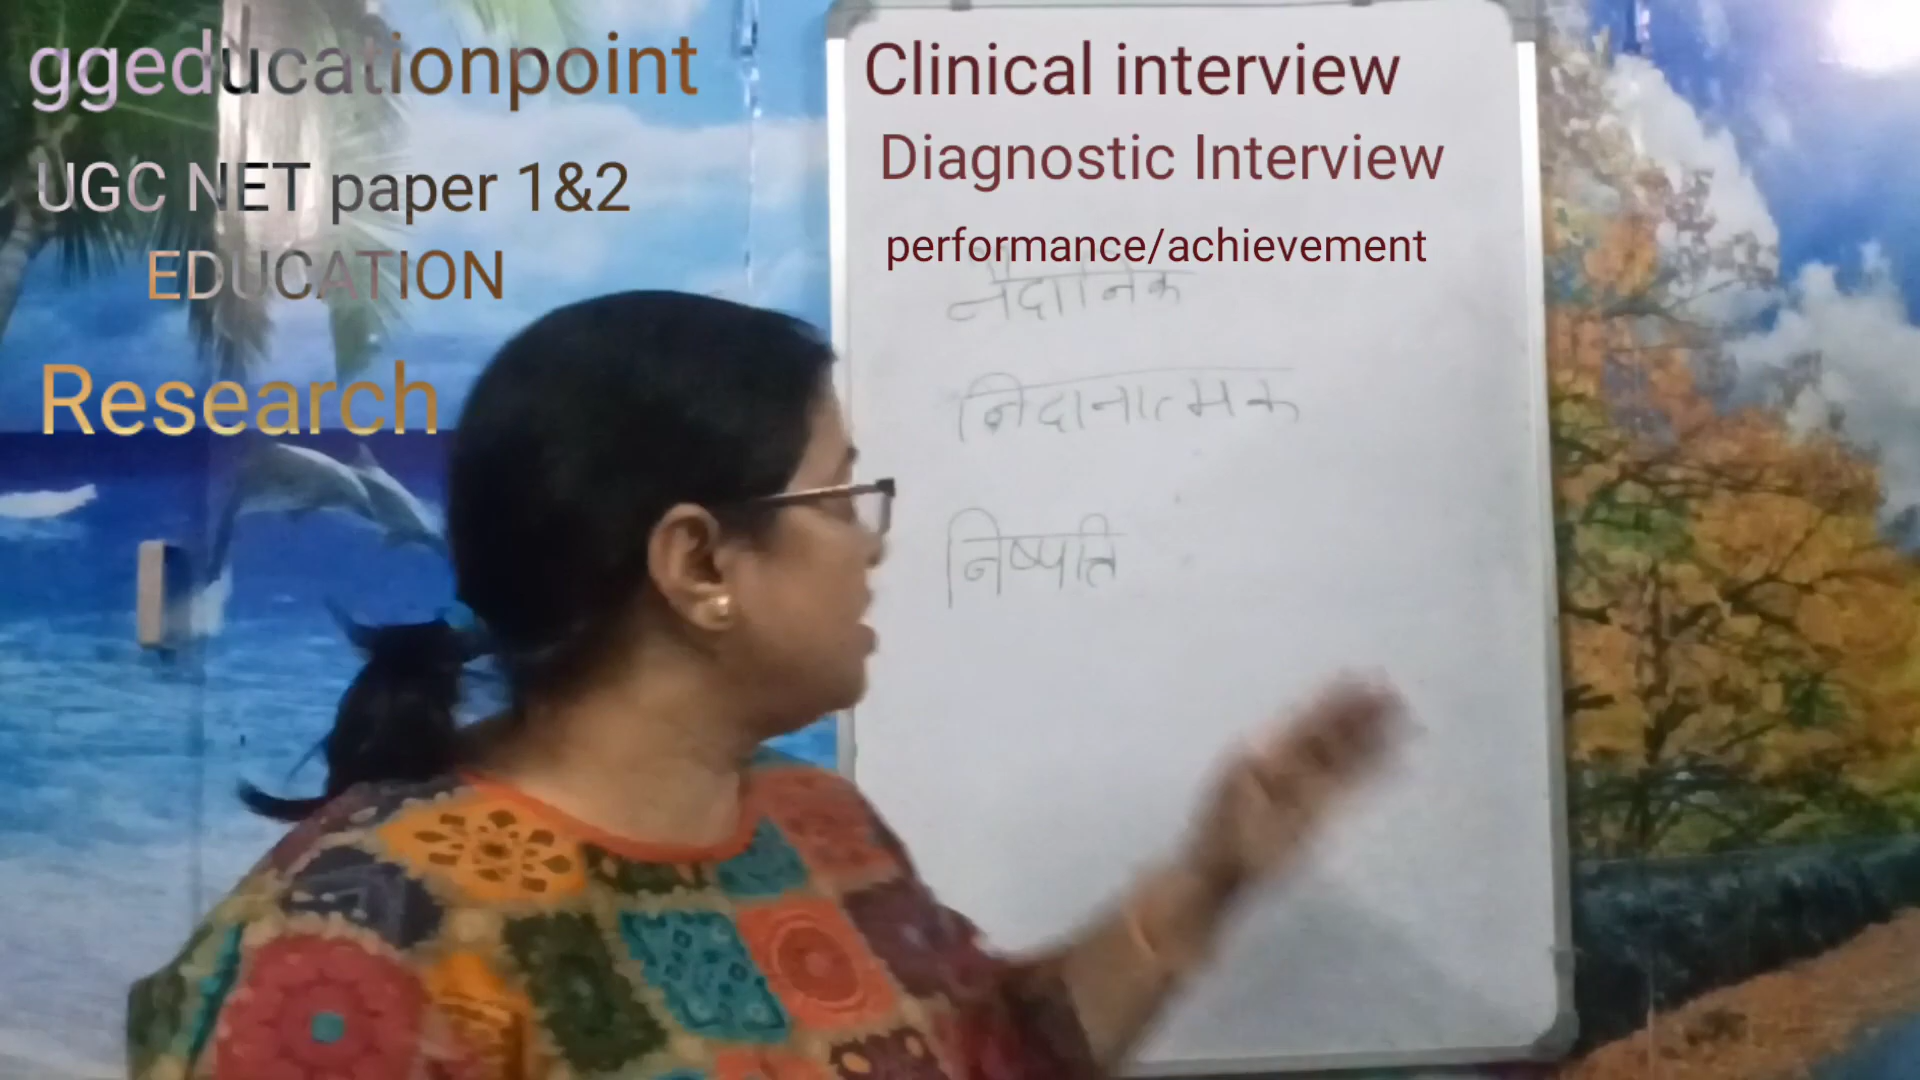 ggeducationpoint
UGC NET paper 1&2
EDUCATION
Research
Clinical interview
Diagnostic Interview
performance/achievement
नैदानिक
निदानात्मक
निष्पति